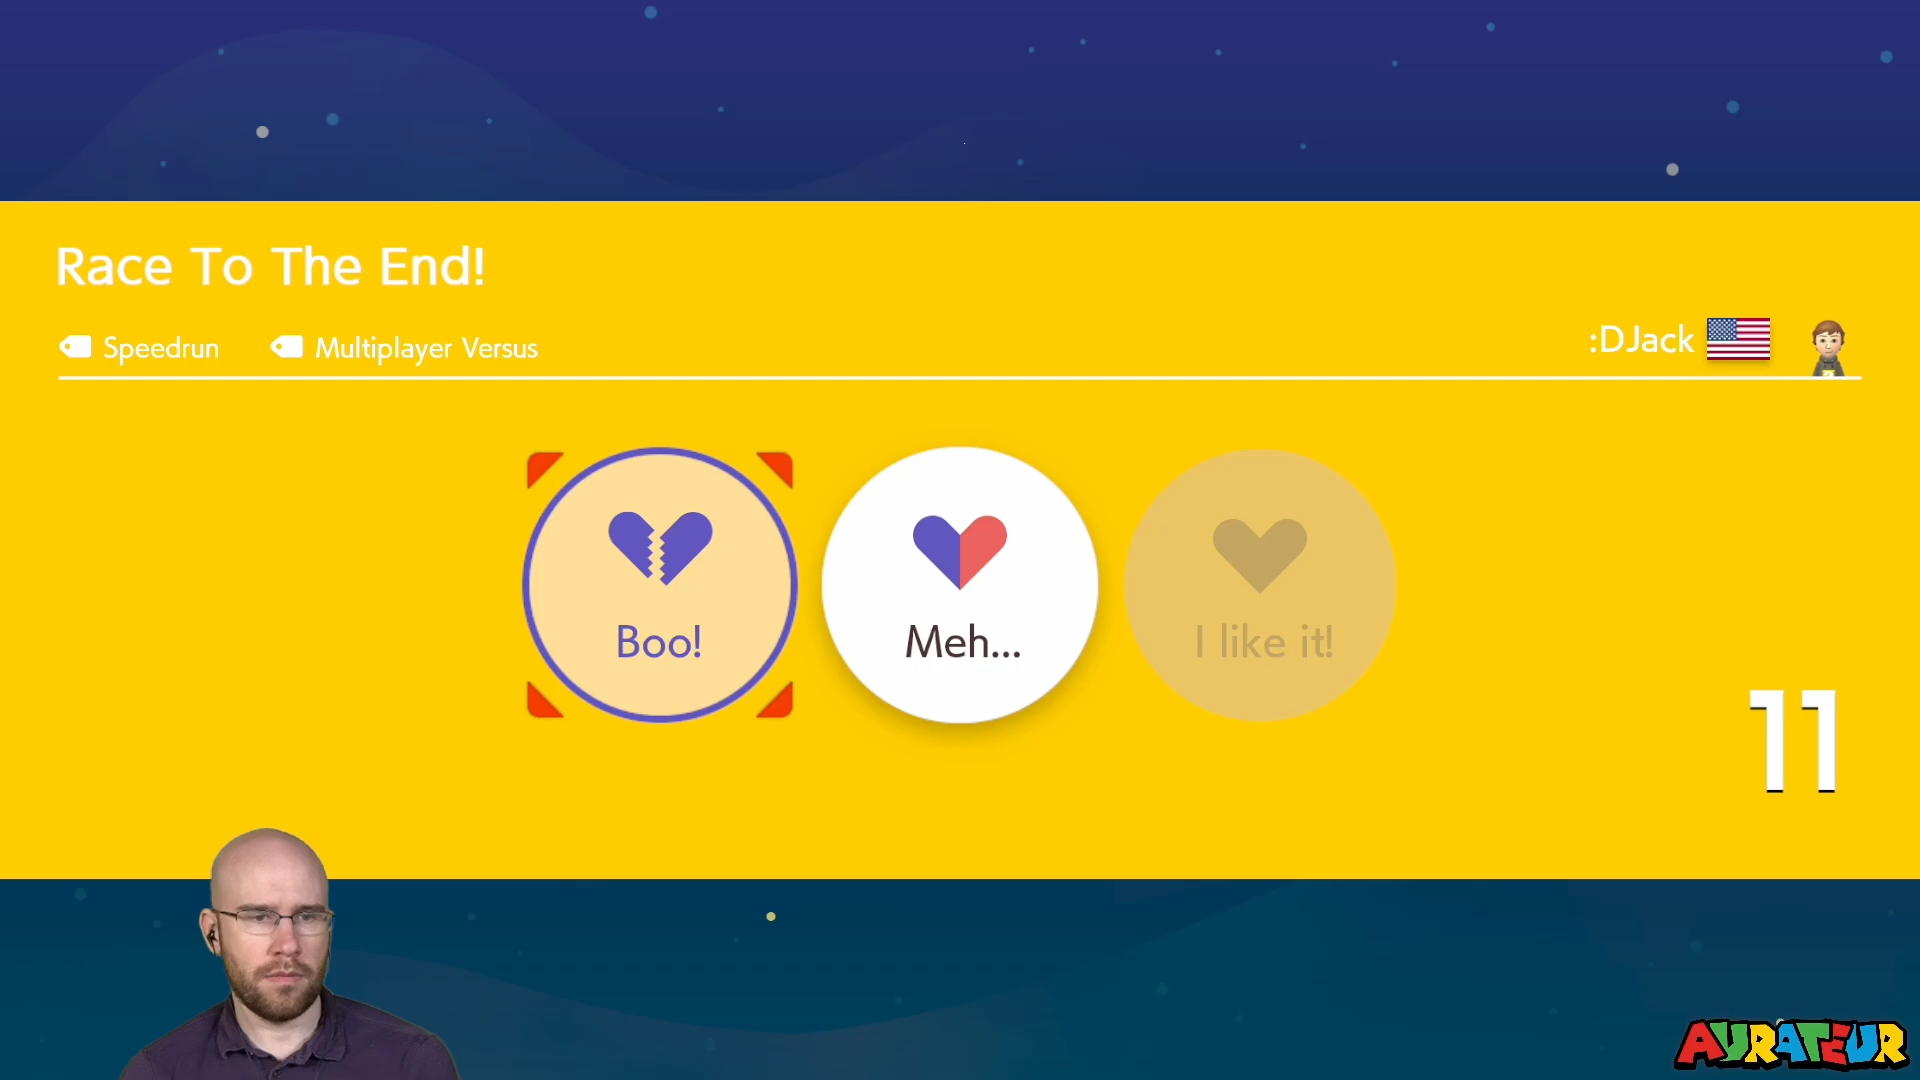 Race To The End!
Speedrun Multiplayer Versus
:DJack
Boo! Meh... I like it!
11
AURATEUR